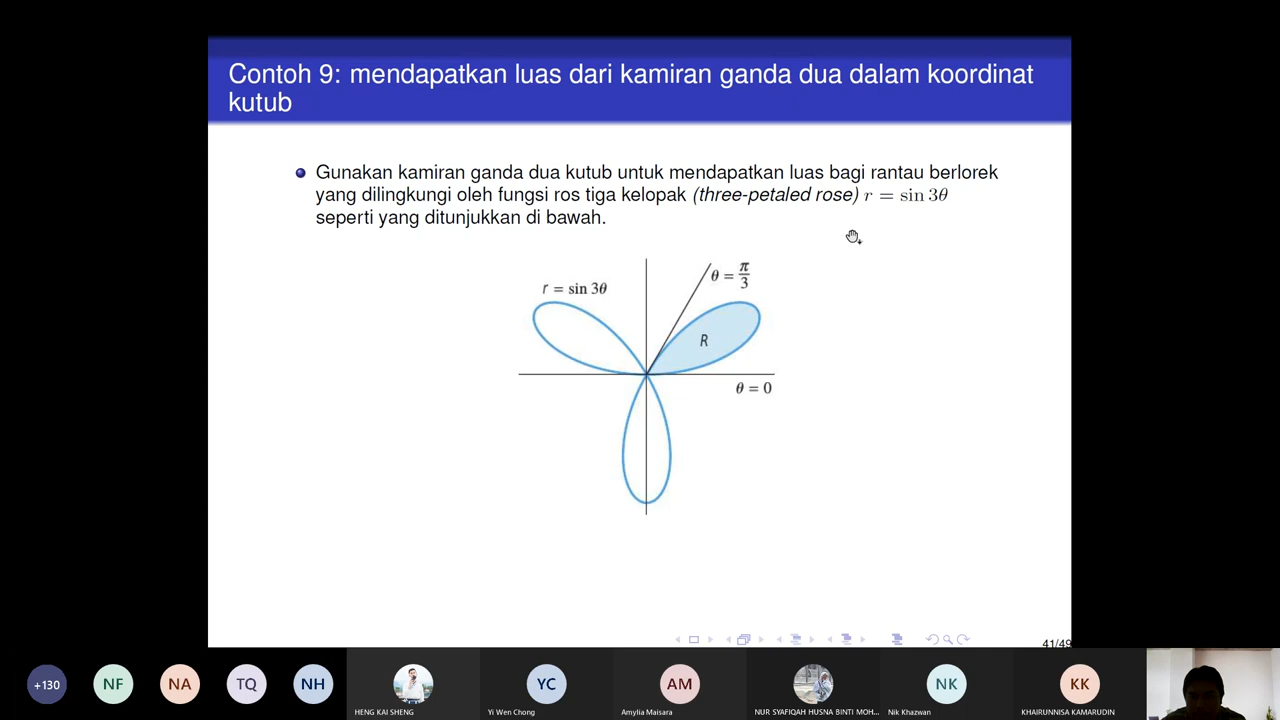 Contoh 9: mendapatkan luas dari kamiran ganda dua dalam koordinat
kutub
Gunakan kamiran ganda dua kutub untuk mendapatkan luas bagi rantau berlorek
yang dilingkungi oleh fungsi ros tiga kelopak (three-petaled rose) r = sin 3θ
seperti yang ditunjukkan di bawah.
θ = π/3
r = sin 3θ
R
θ = 0
41/49
+130
NF
NA
TQ
NH
YC
AM
NK
KK
HENG KAI SHENG
Yi Wen Chong
Amylia Maisara
NUR SYAFIQAH HUSNA BINTI MOH...
Nik Khazwan
KHAIRUNNISA KAMARUDIN